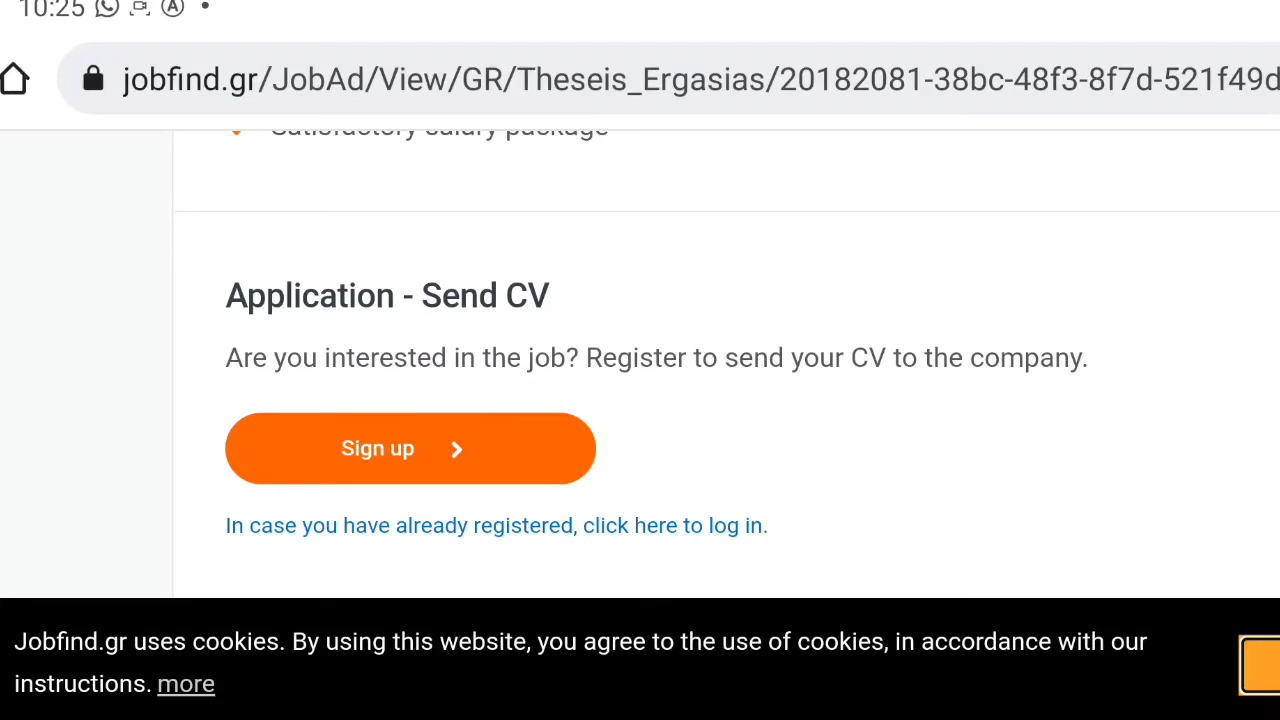 10:25
jobfind.gr/JobAd/View/GR/Theseis_Ergasias/20182081-38bc-48f3-8f7d-521f49d
Satisfactory salary package
Application - Send CV
Are you interested in the job? Register to send your CV to the company.
Sign up
In case you have already registered, click here to log in.
Jobfind.gr uses cookies. By using this website, you agree to the use of cookies, in accordance with our
instructions. more